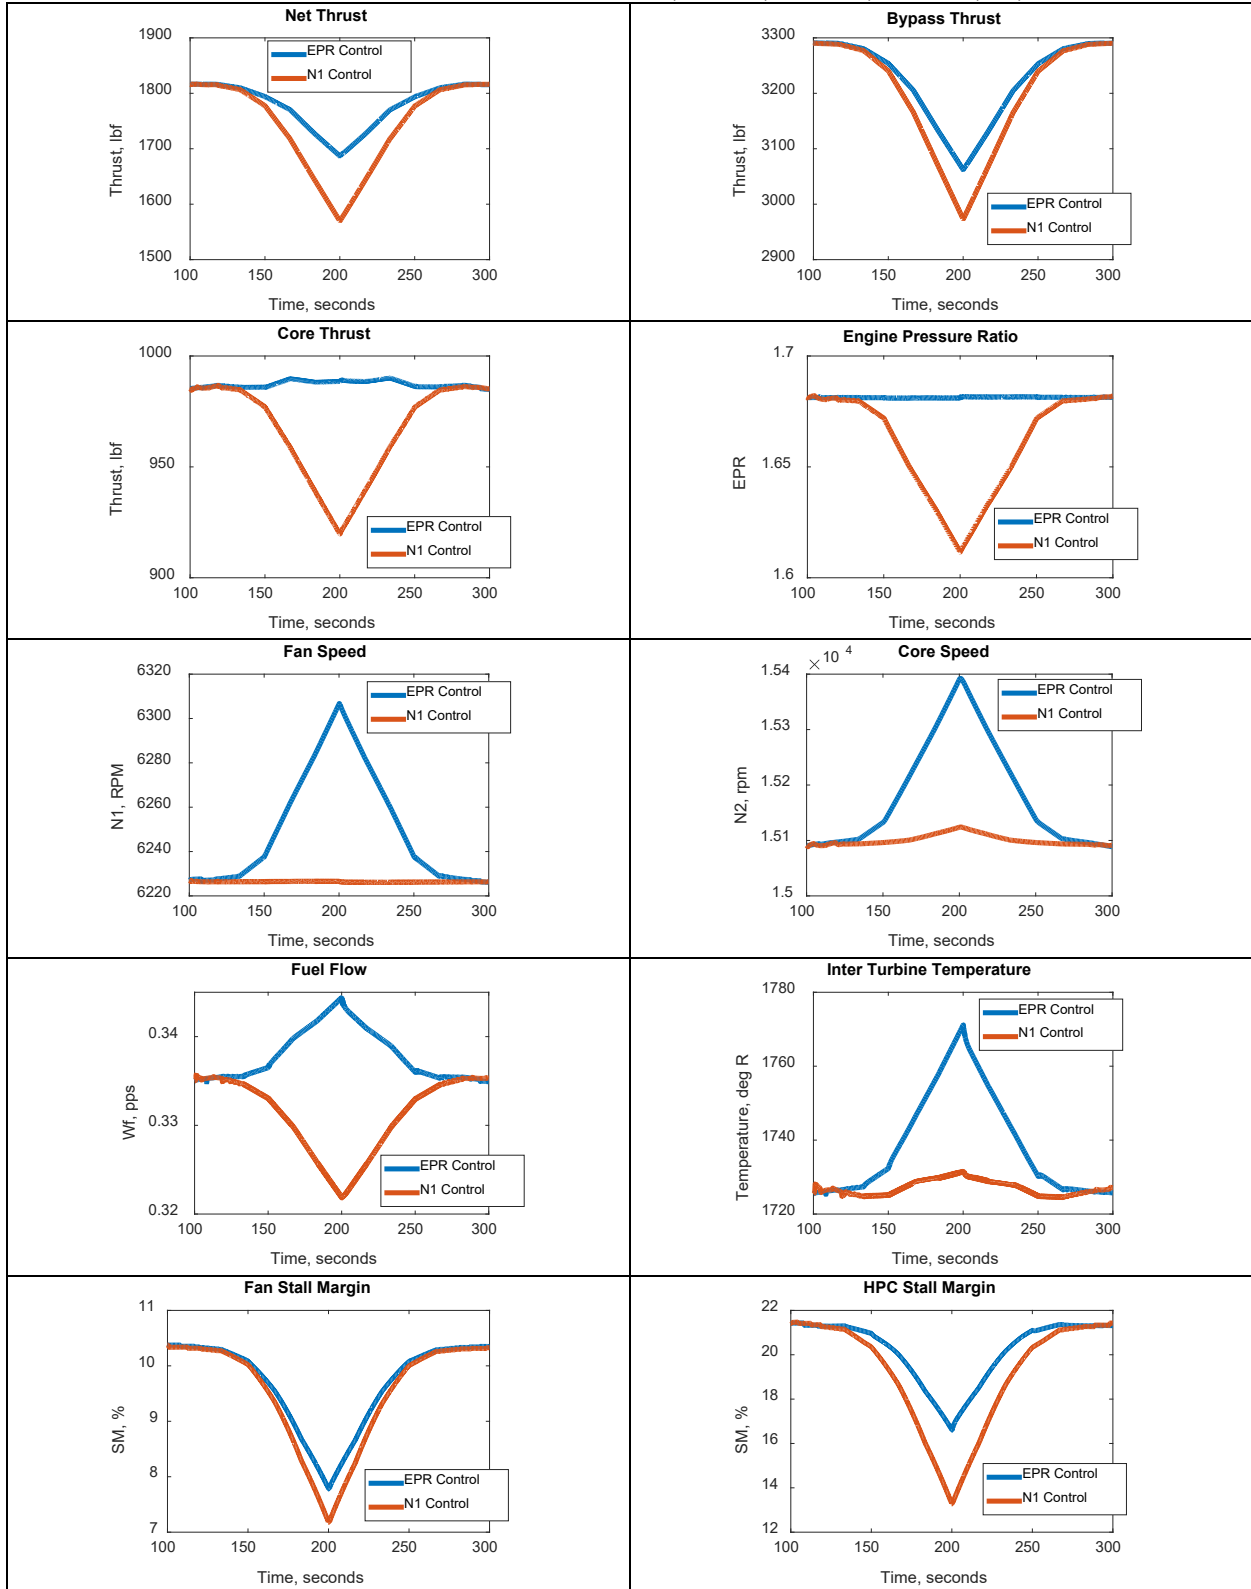 Net Thrust
1900
1800
1700
1600
1500
Thrust, lbf
EPR Control
N1 Control
100 150 200 250 300
Time, seconds
Bypass Thrust
3300
3200
3100
3000
2900
Thrust, lbf
EPR Control
N1 Control
100 150 200 250 300
Time, seconds
Core Thrust
1000
950
900
Thrust, lbf
EPR Control
N1 Control
100 150 200 250 300
Time, seconds
Engine Pressure Ratio
1.7
1.65
1.6
EPR
EPR Control
N1 Control
100 150 200 250 300
Time, seconds
Fan Speed
6320
6300
6280
6260
6240
6220
N1, RPM
EPR Control
N1 Control
100 150 200 250 300
Time, seconds
Core Speed
× 10 4
1.54
1.53
1.52
1.51
1.5
N2, rpm
EPR Control
N1 Control
100 150 200 250 300
Time, seconds
Fuel Flow
0.34
0.33
0.32
Wf, pps
EPR Control
N1 Control
100 150 200 250 300
Time, seconds
Inter Turbine Temperature
1780
1760
1740
1720
Temperature, deg R
EPR Control
N1 Control
100 150 200 250 300
Time, seconds
Fan Stall Margin
11
10
9
8
7
SM, %
EPR Control
N1 Control
100 150 200 250 300
Time, seconds
HPC Stall Margin
22
20
18
16
14
12
SM, %
EPR Control
N1 Control
100 150 200 250 300
Time, seconds